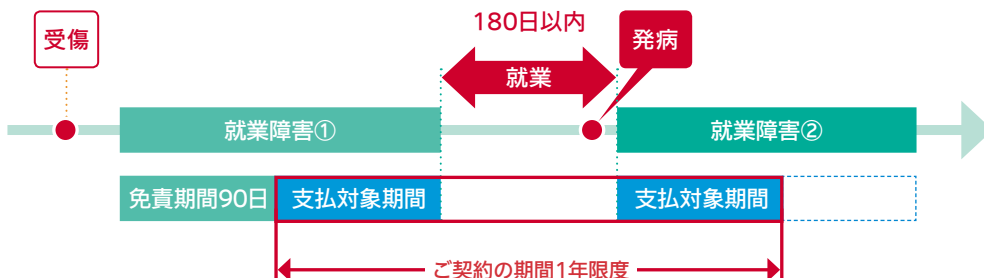 180日以内
受傷
発病
就業
就業障害①
就業障害②
免責期間90日
支払対象期間
支払対象期間
ご契約の期間1年限度